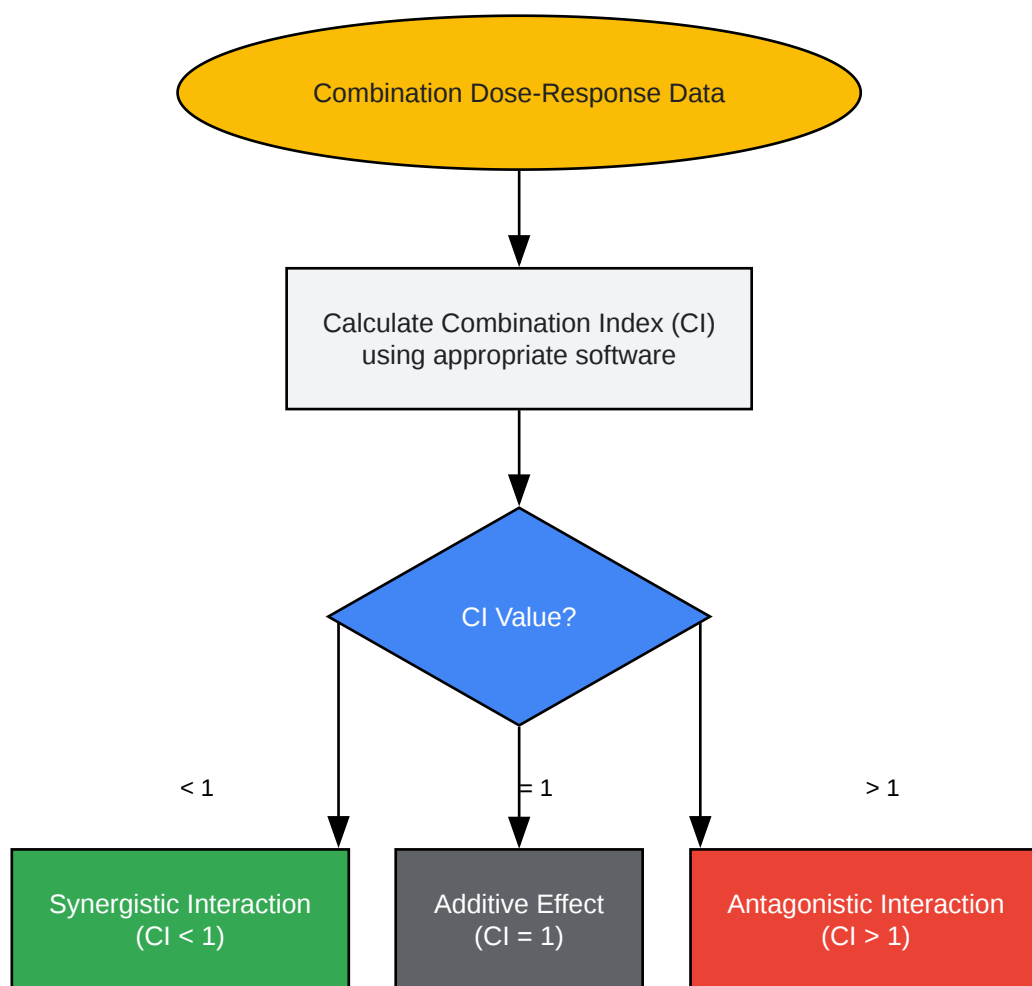 Combination Dose-Response Data
Calculate Combination Index (CI)
using appropriate software
CI Value?
< 1
= 1
> 1
Synergistic Interaction
(CI < 1)
Additive Effect
(CI = 1)
Antagonistic Interaction
(CI > 1)